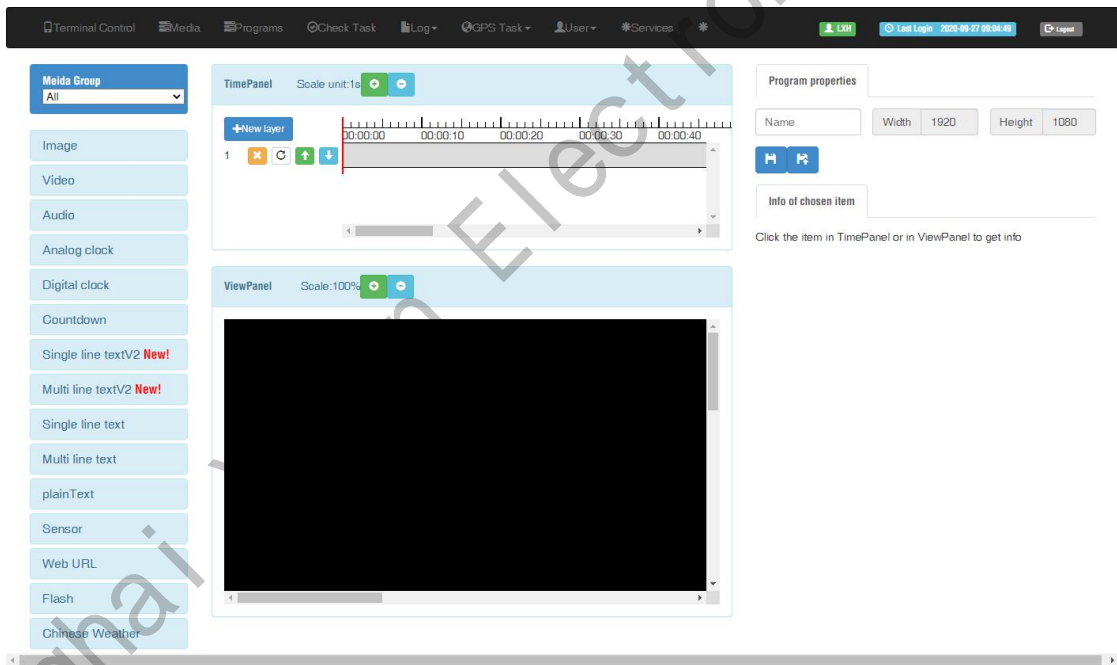 Terminal Control Media Programs Check Task Log GPS Task User Services LXH Last Login 2020-09-27 09:04:49 Logout
Meida Group
All
Image
Video
Audio
Analog clock
Digital clock
Countdown
Single line textV2 New!
Multi line textV2 New!
Single line text
Multi line text
plainText
Sensor
Web URL
Flash
Chinese Weather
TimePanel Scale unit:1s
New layer
00:00:00 00:00:10 00:00:20 00:00:30 00:00:40
1
ViewPanel Scale:100%
Program properties
Name Width 1920 Height 1080
Info of chosen item
Click the item in TimePanel or in ViewPanel to get info